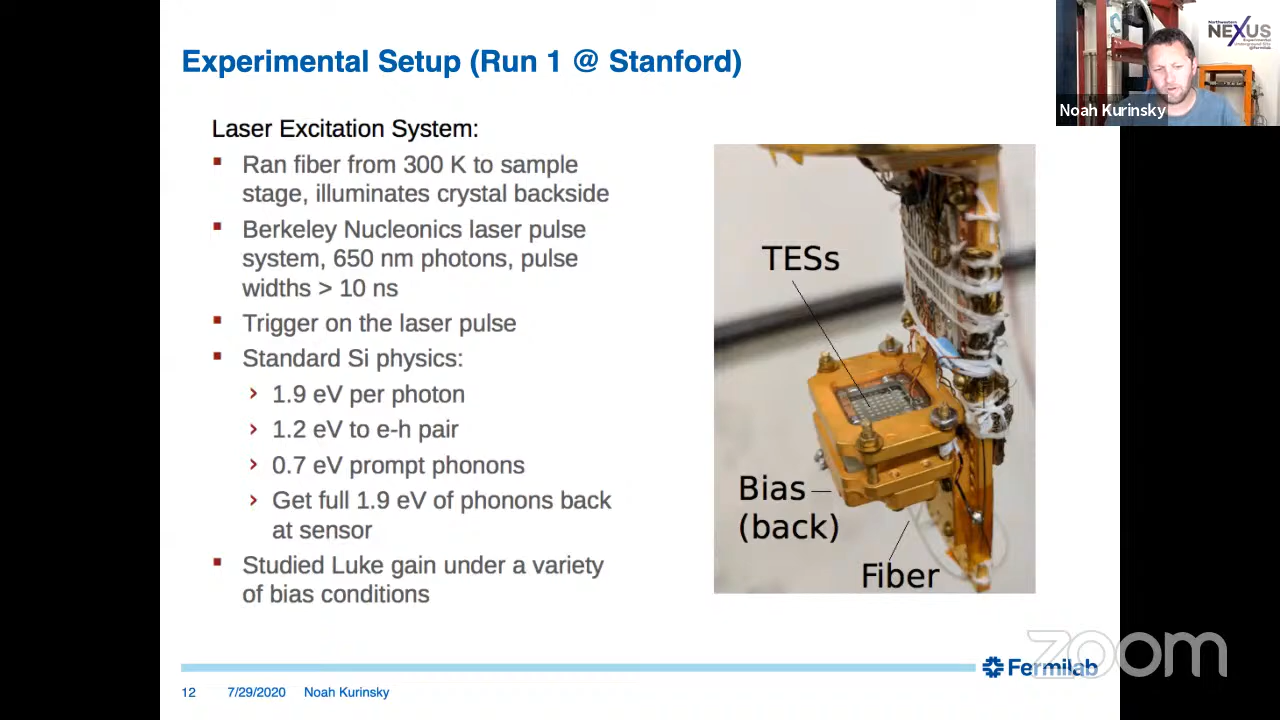 Experimental Setup (Run 1 @ Stanford)
Laser Excitation System:
▪ Ran fiber from 300 K to sample
stage, illuminates crystal backside
▪ Berkeley Nucleonics laser pulse
system, 650 nm photons, pulse
widths > 10 ns
▪ Trigger on the laser pulse
▪ Standard Si physics:
› 1.9 eV per photon
› 1.2 eV to e-h pair
› 0.7 eV prompt phonons
› Get full 1.9 eV of phonons back
at sensor
▪ Studied Luke gain under a variety
of bias conditions
TESs
Bias
(back)
Fiber
Northwestern
NEXUS
@Fermilab
Noah Kurinsky
Fermilab
zoom
12 7/29/2020 Noah Kurinsky